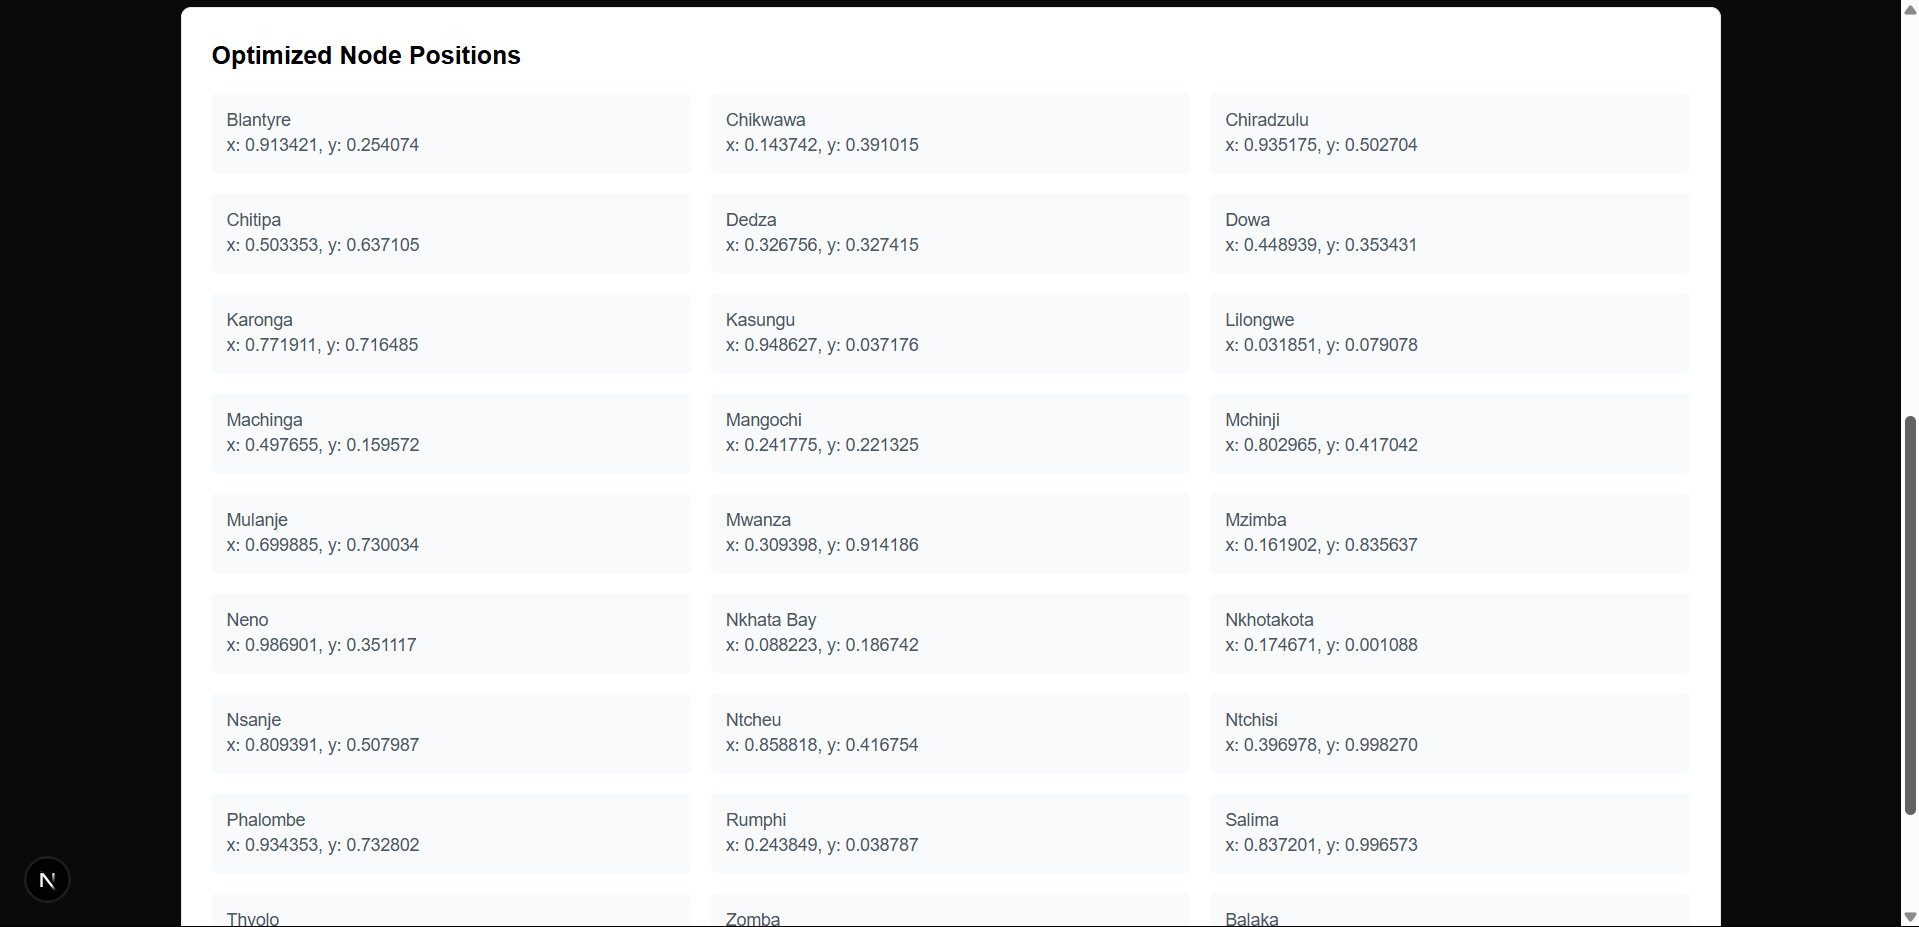 Optimized Node Positions
Blantyre
x: 0.913421, y: 0.254074
Chikwawa
x: 0.143742, y: 0.391015
Chiradzulu
x: 0.935175, y: 0.502704
Chitipa
x: 0.503353, y: 0.637105
Dedza
x: 0.326756, y: 0.327415
Dowa
x: 0.448939, y: 0.353431
Karonga
x: 0.771911, y: 0.716485
Kasungu
x: 0.948627, y: 0.037176
Lilongwe
x: 0.031851, y: 0.079078
Machinga
x: 0.497655, y: 0.159572
Mangochi
x: 0.241775, y: 0.221325
Mchinji
x: 0.802965, y: 0.417042
Mulanje
x: 0.699885, y: 0.730034
Mwanza
x: 0.309398, y: 0.914186
Mzimba
x: 0.161902, y: 0.835637
Neno
x: 0.986901, y: 0.351117
Nkhata Bay
x: 0.088223, y: 0.186742
Nkhotakota
x: 0.174671, y: 0.001088
Nsanje
x: 0.809391, y: 0.507987
Ntcheu
x: 0.858818, y: 0.416754
Ntchisi
x: 0.396978, y: 0.998270
Phalombe
x: 0.934353, y: 0.732802
Rumphi
x: 0.243849, y: 0.038787
Salima
x: 0.837201, y: 0.996573
Thyolo
Zomba
Balaka
N